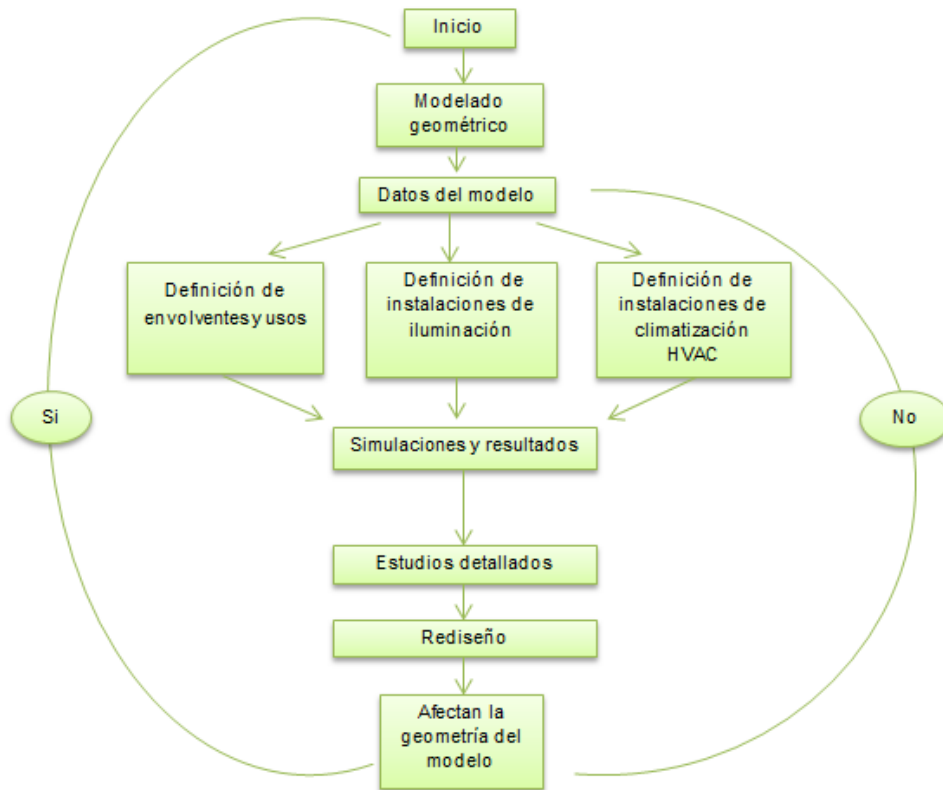 Inicio
Modelado
geométrico
Datos del modelo
Definición de
envolventes y usos
Definición de
instalaciones de
iluminación
Definición de
instalaciones de
climatización
HVAC
Si
No
Simulaciones y resultados
Estudios detallados
Rediseño
Afectan la
geometría del
modelo